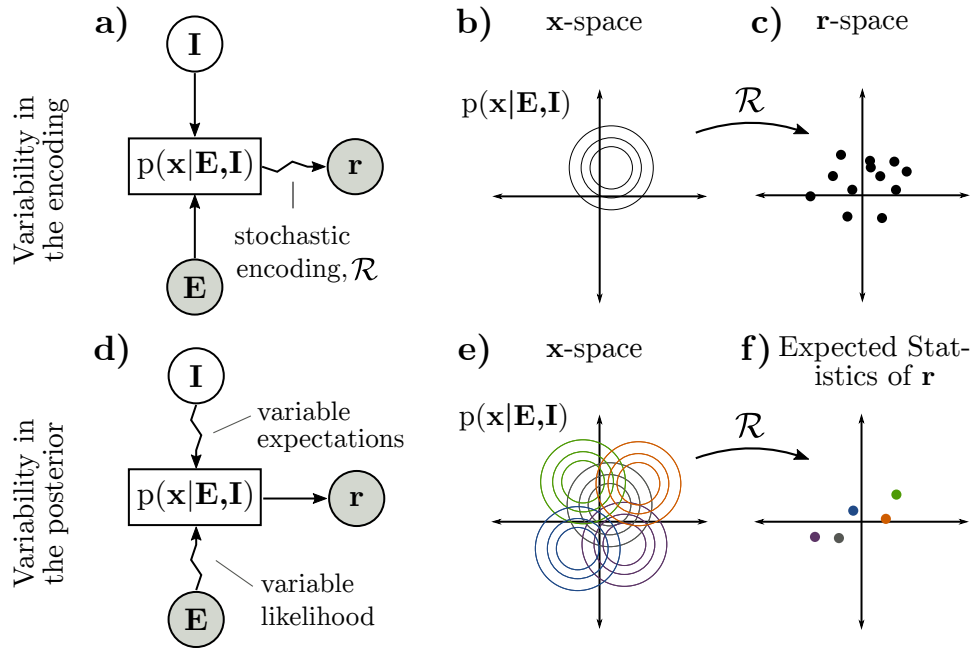 Variability in
the encoding
a)
I
p(x|E,I)
r
stochastic
encoding, R
E
b)
x-space
p(x|E,I)
R
c)
r-space
Variability in
the posterior
d)
I
variable
expectations
p(x|E,I)
r
variable
likelihood
E
e)
x-space
p(x|E,I)
R
f) Expected Stat-
istics of r